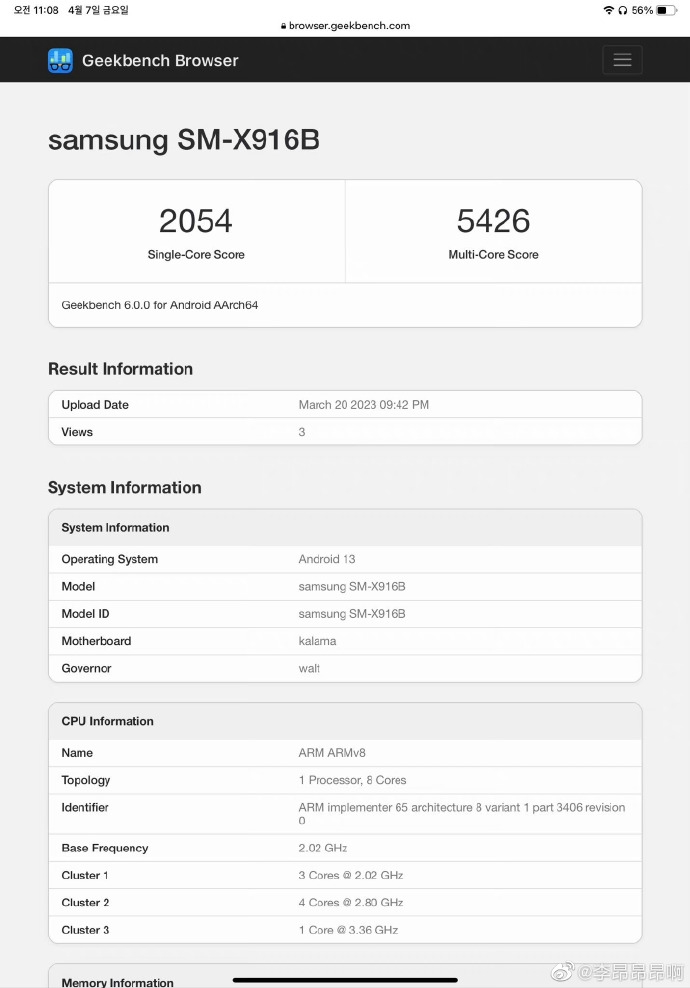 오전 11:08 4월 7일 금요일
56%
browser.geekbench.com
Geekbench Browser
samsung SM-X916B
2054 5426
Single-Core Score Multi-Core Score
Geekbench 6.0.0 for Android AArch64
Result Information
Upload Date March 20 2023 09:42 PM
Views 3
System Information
System Information
Operating System Android 13
Model samsung SM-X916B
Model ID samsung SM-X916B
Motherboard kalama
Governor walt
CPU Information
Name ARM ARMv8
Topology 1 Processor, 8 Cores
Identifier ARM implementer 65 architecture 8 variant 1 part 3406 revision
0
Base Frequency 2.02 GHz
Cluster 1 3 Cores @ 2.02 GHz
Cluster 2 4 Cores @ 2.80 GHz
Cluster 3 1 Core @ 3.36 GHz
Memory Information
@李昂昂昂啊